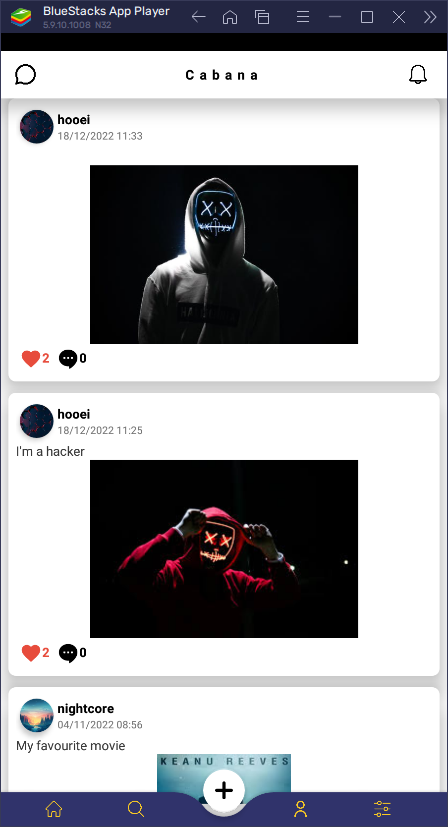 BlueStacks App Player
5.9.10.1008 N32
Cabana
hooei
18/12/2022 11:33
2 0
hooei
18/12/2022 11:25
I'm a hacker
2 0
nightcore
04/11/2022 08:56
My favourite movie
KEANU REEVES